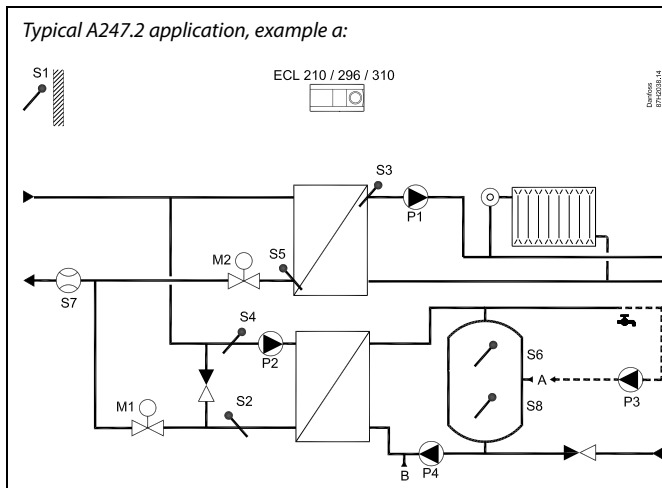 Typical A247.2 application, example a:
S1
ECL 210 / 296 / 310
Danfoss
87H2038.14
S3
P1
S5
M2
S7
S4
P2
S6
A
P3
S8
M1
S2
P4
B